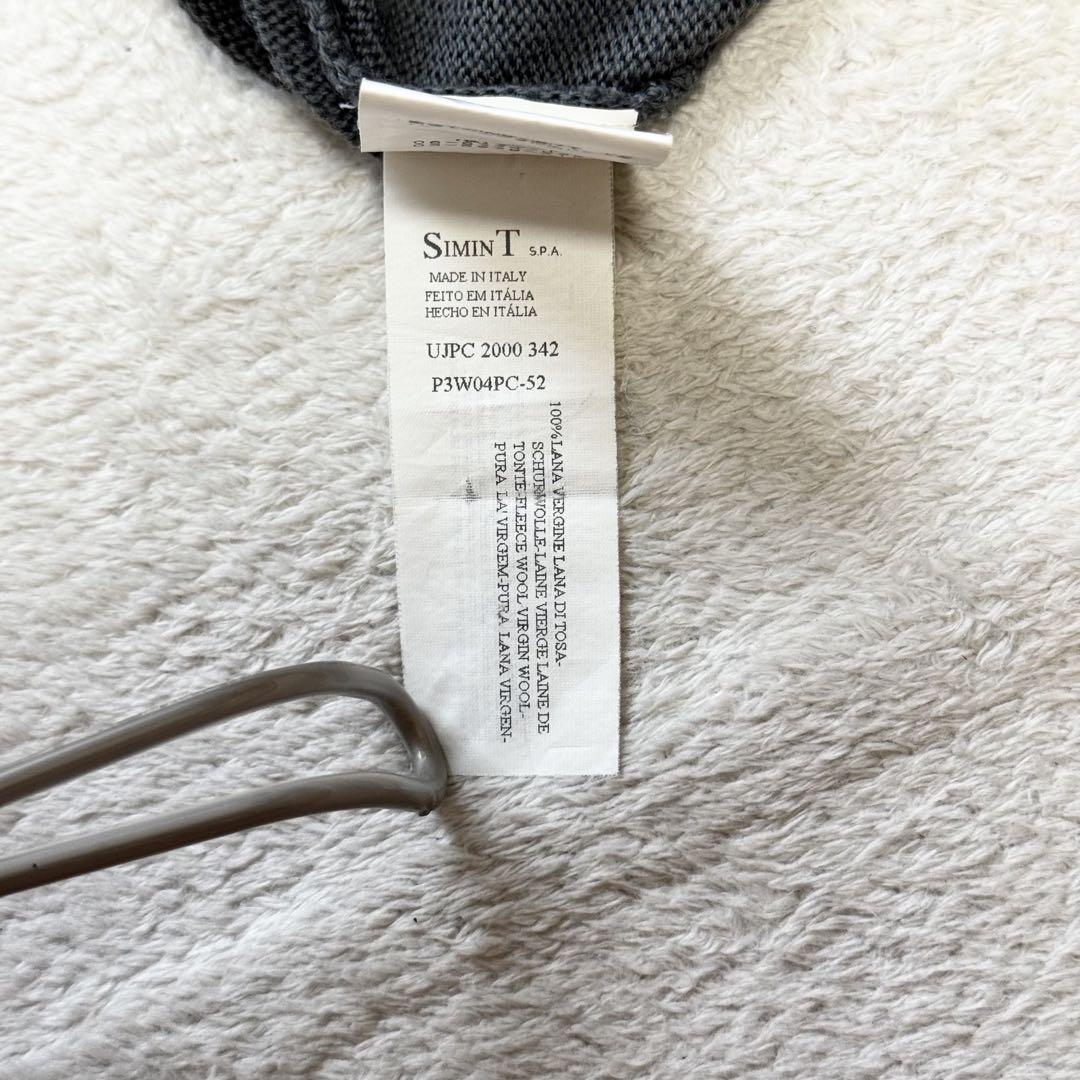 SIMINT S.P.A.
MADE IN ITALY
FEITO EM ITÁLIA
HECHO EN ITÁLIA
UJPC 2000 342
P3W04PC-52
100%LANA VERGINE LANA DI TOSA-
SCHURWOLLE-LAINE VIERGE LAINE DE
TONTE-FLEECE WOOL VIRGIN WOOL-
PURA LA' VIRGEM-PURA LANA VIRGEN-